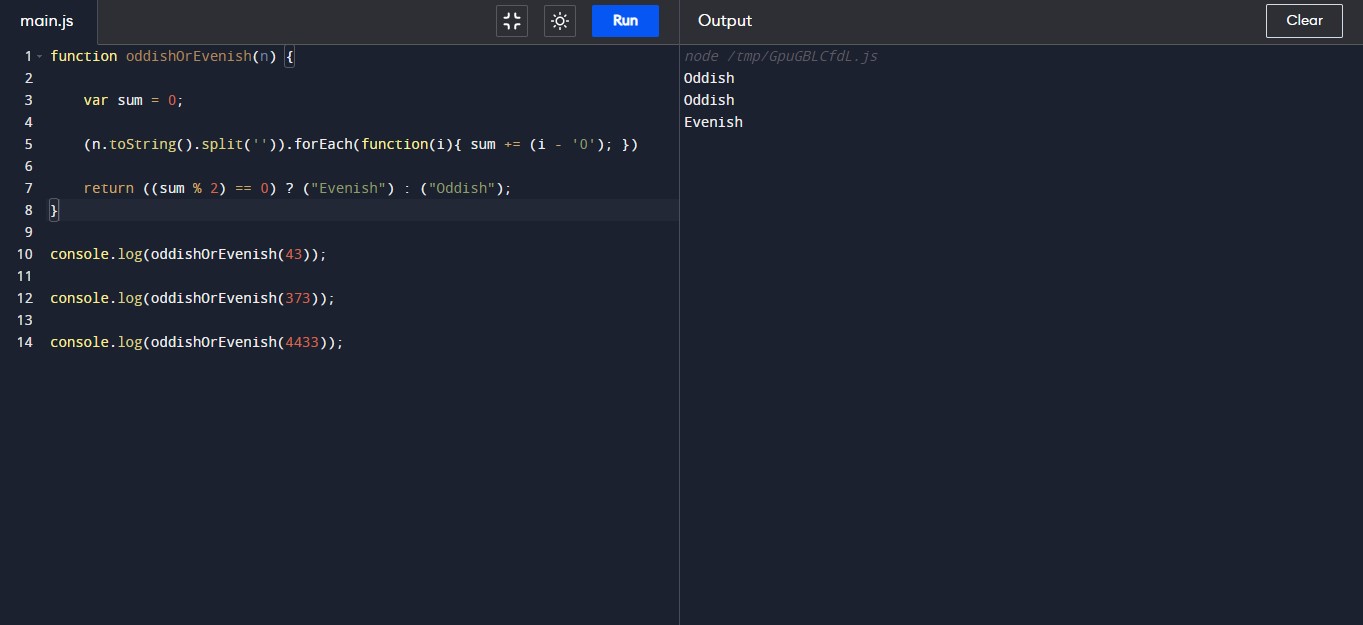 main.js
Run
Output
Clear
1 function oddishOrEvenish(n) {
2
3 var sum = 0;
4
5 (n.toString().split('')).forEach(function(i){ sum += (i - '0'); })
6
7 return ((sum % 2) == 0) ? ("Evenish") : ("Oddish");
8 }
9
10 console.log(oddishOrEvenish(43));
11
12 console.log(oddishOrEvenish(373));
13
14 console.log(oddishOrEvenish(4433));
node /tmp/GpuGBLCfdL.js
Oddish
Oddish
Evenish